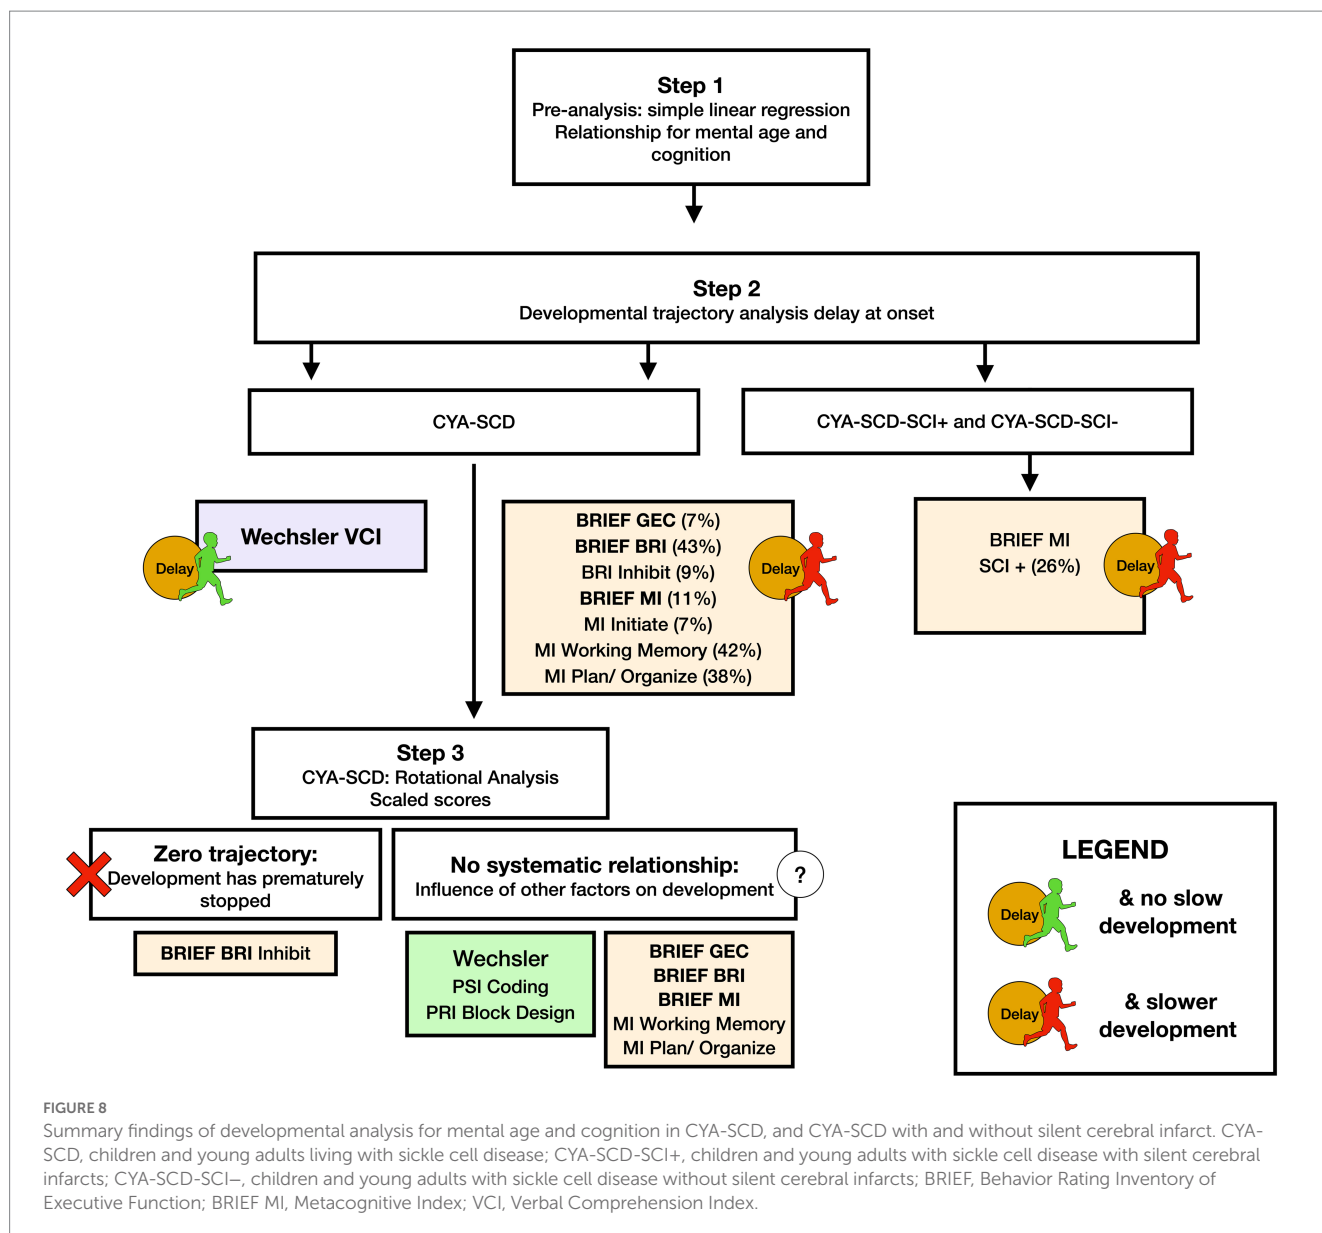 Step 1
Pre-analysis: simple linear regression
Relationship for mental age and
cognition
Step 2
Developmental trajectory analysis delay at onset
CYA-SCD
CYA-SCD-SCI+ and CYA-SCD-SCI-
Wechsler VCI
Delay
BRIEF GEC (7%)
BRIEF BRI (43%)
BRI Inhibit (9%)
BRIEF MI (11%)
MI Initiate (7%)
MI Working Memory (42%)
MI Plan/ Organize (38%)
Delay
BRIEF MI
SCI + (26%)
Delay
Step 3
CYA-SCD: Rotational Analysis
Scaled scores
Zero trajectory:
Development has prematurely
stopped
No systematic relationship:
Influence of other factors on development
?
BRIEF BRI Inhibit
Wechsler
PSI Coding
PRI Block Design
BRIEF GEC
BRIEF BRI
BRIEF MI
MI Working Memory
MI Plan/ Organize
LEGEND
Delay
& no slow
development
Delay
& slower
development
FIGURE 8
Summary findings of developmental analysis for mental age and cognition in CYA-SCD, and CYA-SCD with and without silent cerebral infarct. CYA-
SCD, children and young adults living with sickle cell disease; CYA-SCD-SCI+, children and young adults with sickle cell disease with silent cerebral
infarcts; CYA-SCD-SCI−, children and young adults with sickle cell disease without silent cerebral infarcts; BRIEF, Behavior Rating Inventory of
Executive Function; BRIEF MI, Metacognitive Index; VCI, Verbal Comprehension Index.